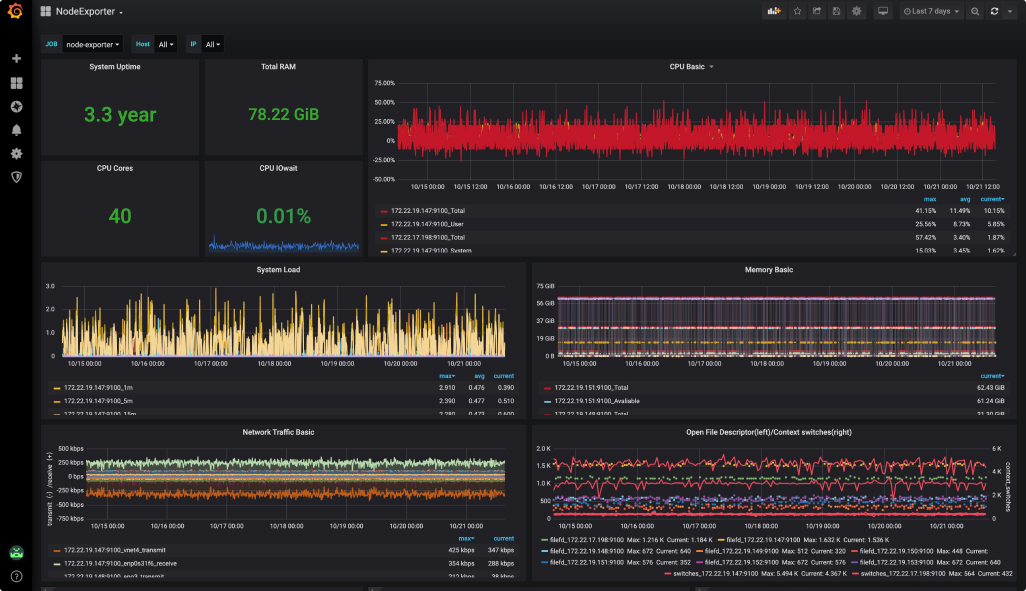 NodeExporter
Last 7 days
JOB node-exporter Host All IP All
System Uptime
3.3 year
Total RAM
78.22 GiB
CPU Cores
40
CPU IOwait
0.01%
CPU Basic
75.00%
50.00%
25.00%
0%
-25.00%
-50.00%
10/15 00:00 10/15 12:00 10/16 00:00 10/16 12:00 10/17 00:00 10/17 12:00 10/18 00:00 10/18 12:00 10/19 00:00 10/19 12:00 10/20 00:00 10/20 12:00 10/21 00:00 10/21 12:00
max avg current
172.22.19.147:9100_Total 41.15% 11.49% 10.15%
172.22.19.147:9100_User 25.56% 8.73% 5.85%
172.22.17.198:9100_Total 57.42% 3.40% 1.87%
172.22.19.147:9100_System 15.03% 3.45% 1.62%
System Load
3.0
2.0
1.0
0
10/15 00:00 10/16 00:00 10/17 00:00 10/18 00:00 10/19 00:00 10/20 00:00 10/21 00:00
max avg current
172.22.19.147:9100_1m 2.910 0.476 0.390
172.22.19.147:9100_5m 2.390 0.477 0.510
172.22.19.147:9100_15m 2.280 0.473 0.600
Memory Basic
75 GiB
56 GiB
37 GiB
19 GiB
0 B
10/15 00:00 10/16 00:00 10/17 00:00 10/18 00:00 10/19 00:00 10/20 00:00 10/21 00:00
current
172.22.19.151:9100_Total 62.43 GiB
172.22.19.151:9100_Avaliable 61.24 GiB
172.22.19.149:9100_Total 31.30 GiB
Network Traffic Basic
transmit (-) /receive (+)
500 kbps
250 kbps
0 bps
-250 kbps
-500 kbps
-750 kbps
10/15 00:00 10/16 00:00 10/17 00:00 10/18 00:00 10/19 00:00 10/20 00:00 10/21 00:00
max current
172.22.19.147:9100_vnet4_transmit 425 kbps 347 kbps
172.22.19.147:9100_enp0s31f6_receive 354 kbps 288 kbps
Open File Descriptor(left)/Context switches(right)
2.0 K
1.5 K
1.0 K
500
0
6 K
4 K
2 K
0
context_switches
10/15 00:00 10/16 00:00 10/17 00:00 10/18 00:00 10/19 00:00 10/20 00:00 10/21 00:00
filefd_172.22.17.198:9100 Max: 1.216 K Current: 1.184 K filefd_172.22.19.147:9100 Max: 1.632 K Current: 1.536 K
filefd_172.22.19.148:9100 Max: 672 Current: 640 filefd_172.22.19.149:9100 Max: 512 Current: 320 filefd_172.22.19.150:9100 Max: 448 Current:
filefd_172.22.19.151:9100 Max: 576 Current: 352 filefd_172.22.19.152:9100 Max: 672 Current: 576 filefd_172.22.19.153:9100 Max: 672 Current: 640
switches_172.22.19.147:9100 Max: 5.494 K Current: 4.367 K switches_172.22.17.198:9100 Max: 564 Current: 432